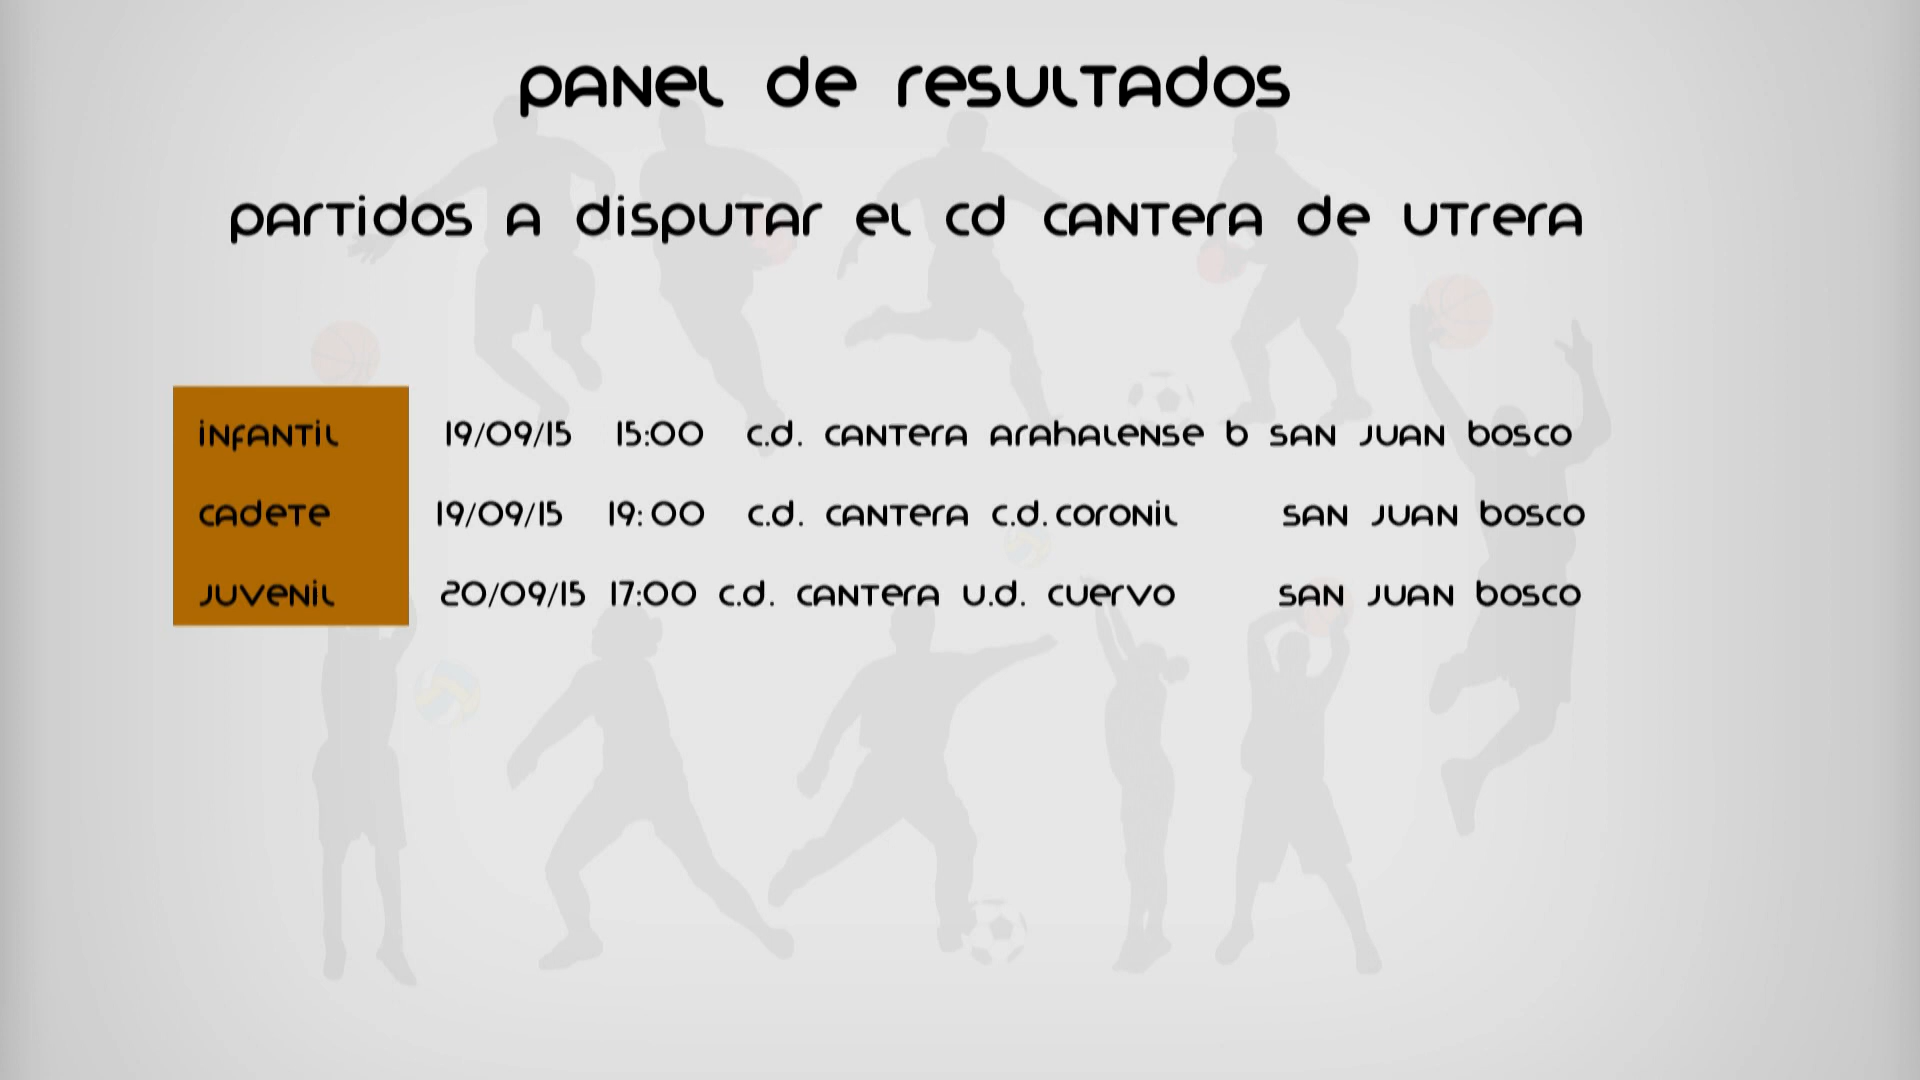 PANEL de RESULTADOS
PARTIDOS A DISPUTAR EL CD CANTERA DE UTRERA
INFANTIL 19/09/15 15:00 C.D. CANTERA ARAHALENSE B SAN JUAN BOSCO
CADETE 19/09/15 19: 00 C.D. CANTERA C.D. CORONIL SAN JUAN BOSCO
JUVENIL 20/09/15 17:00 C.D. CANTERA U.D. CUERVO SAN JUAN BOSCO